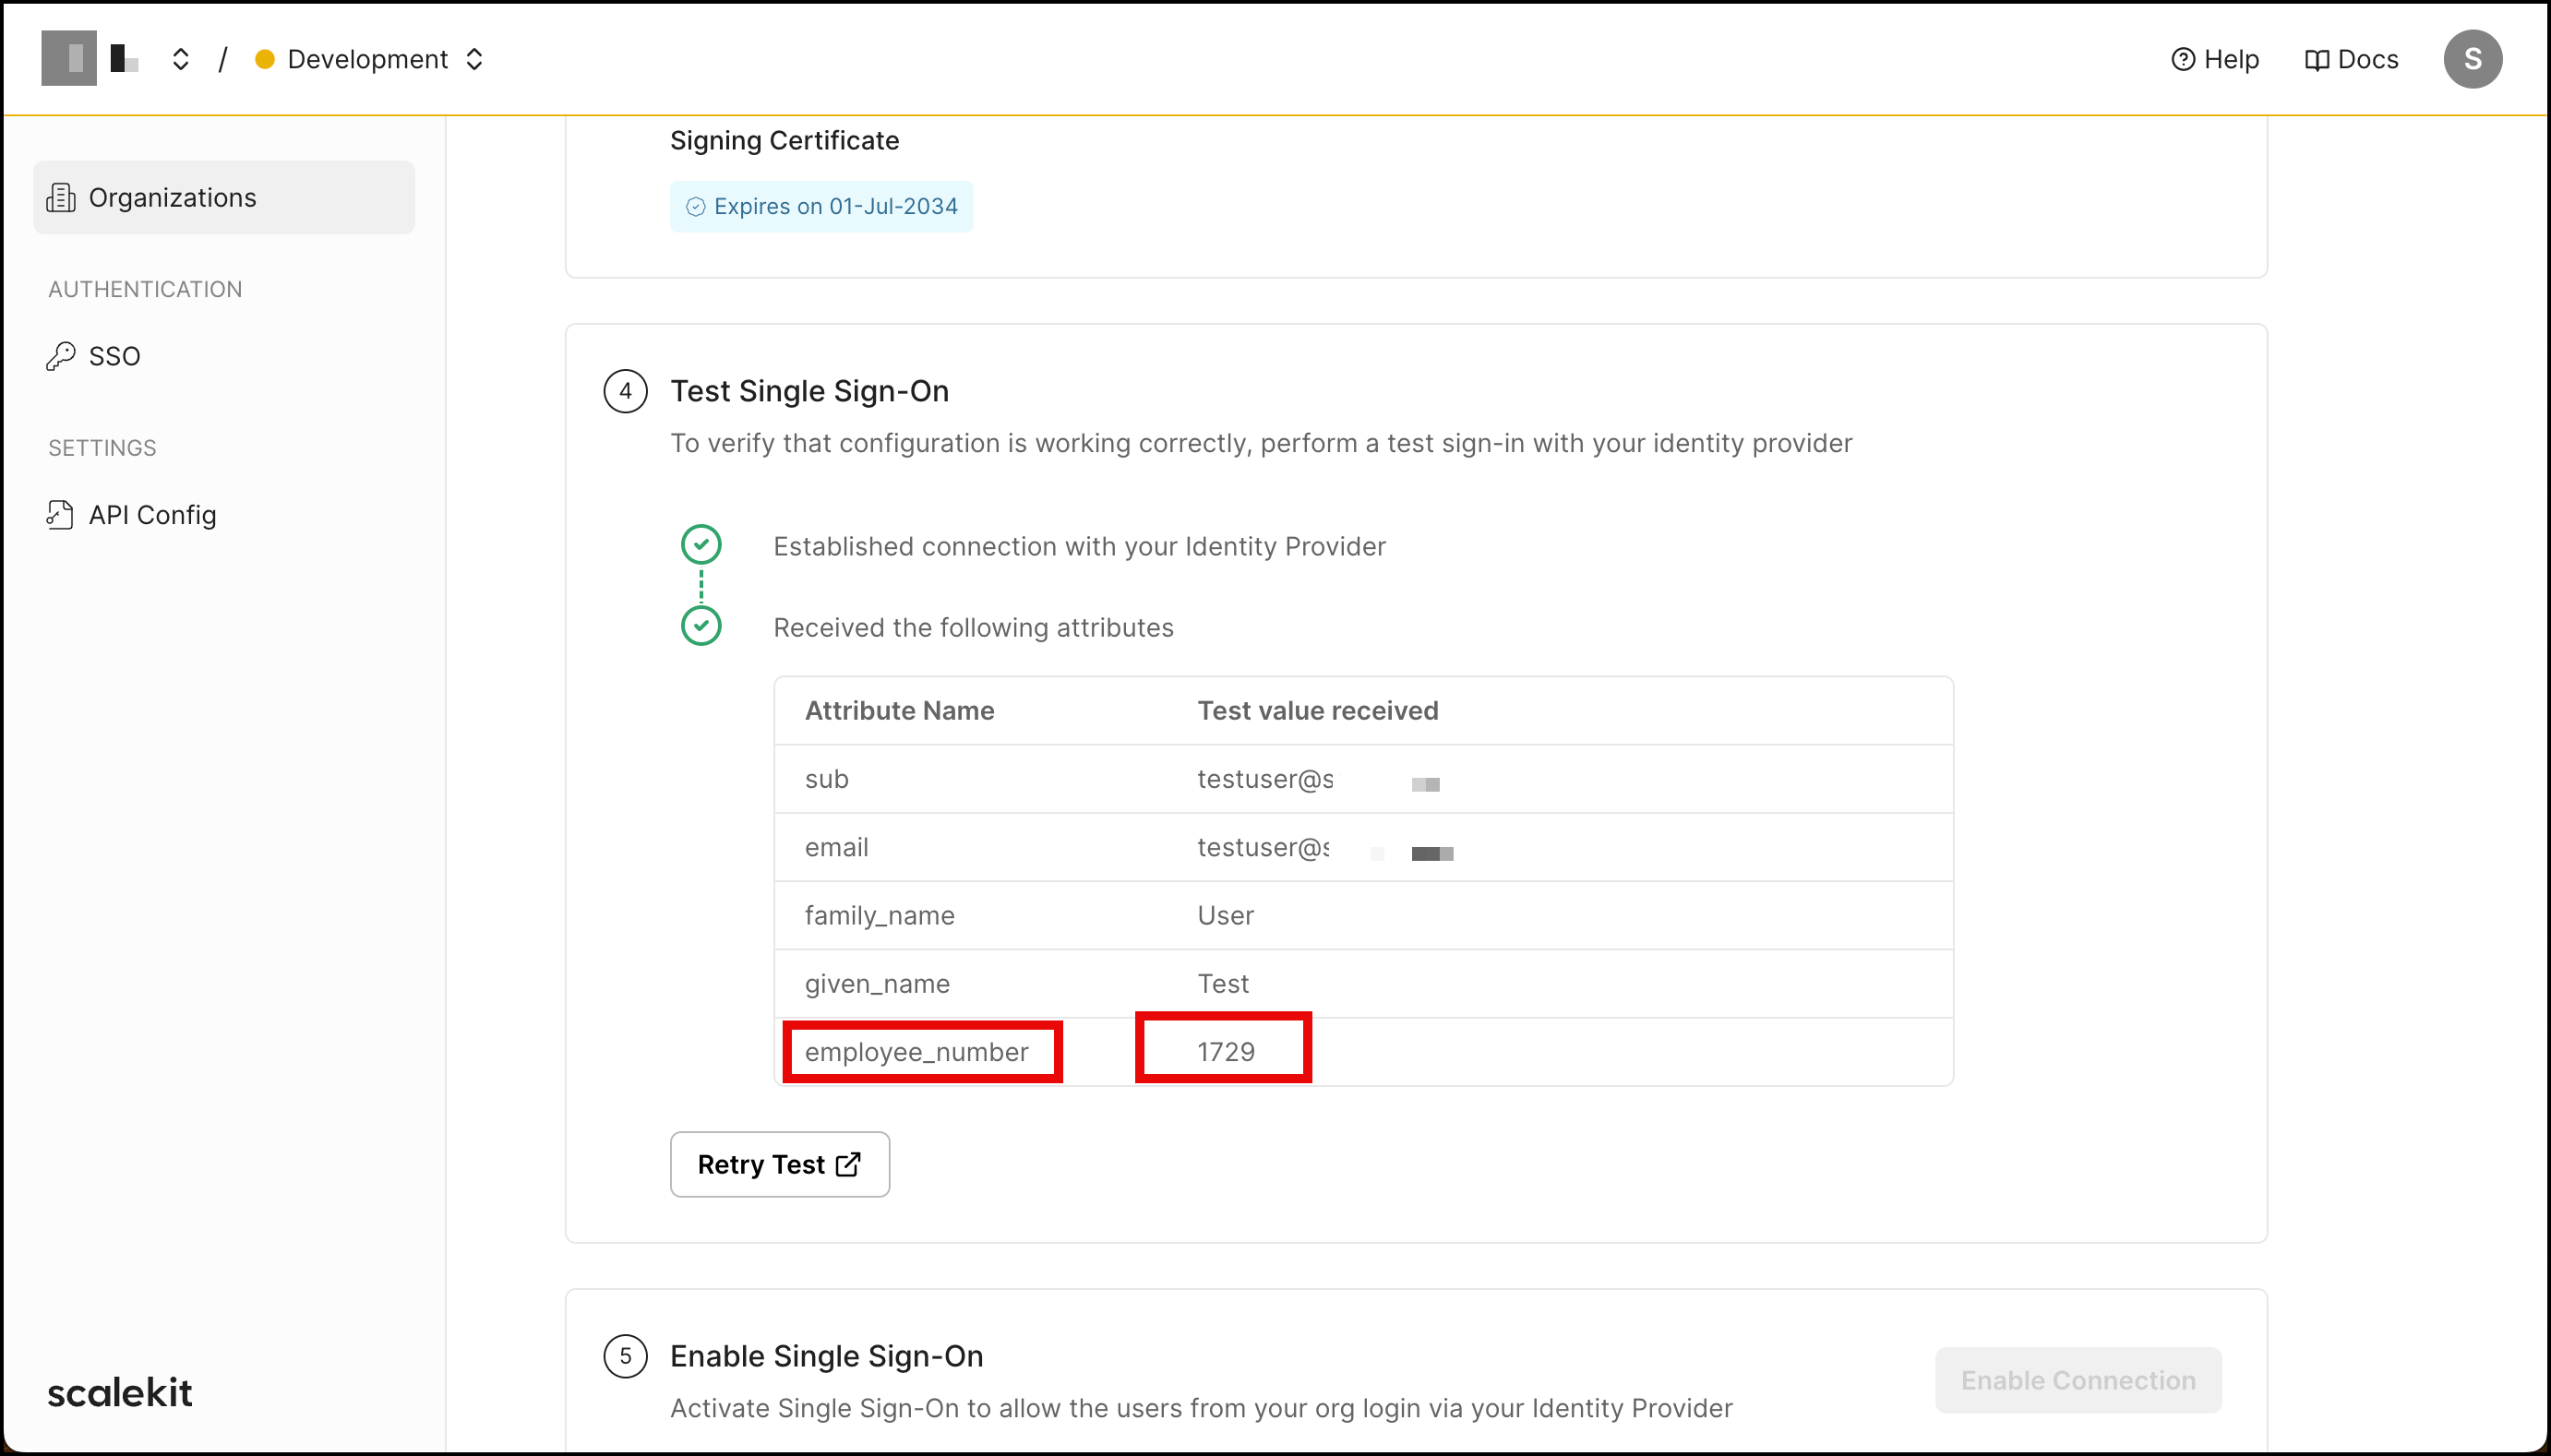 / Development
Help Docs S
Organizations
AUTHENTICATION
SSO
SETTINGS
API Config
scalekit
Signing Certificate
Expires on 01-Jul-2034
4 Test Single Sign-On
To verify that configuration is working correctly, perform a test sign-in with your identity provider
Established connection with your Identity Provider
Received the following attributes
Attribute Name Test value received
sub testuser@s
email testuser@s
family_name User
given_name Test
employee_number 1729
Retry Test
5 Enable Single Sign-On
Activate Single Sign-On to allow the users from your org login via your Identity Provider
Enable Connection